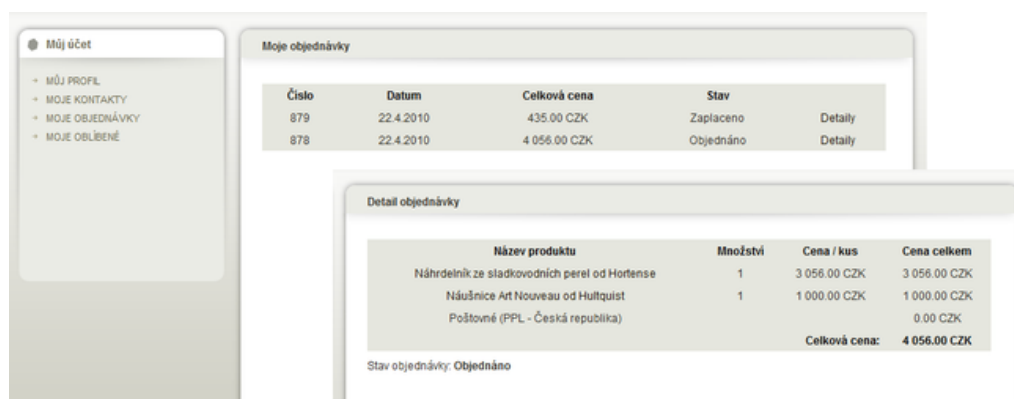 Můj účet
MŮJ PROFIL
MOJE KONTAKTY
MOJE OBJEDNÁVKY
MOJE OBLÍBENÉ
Moje objednávky
Číslo Datum Celková cena Stav
879 22.4.2010 435.00 CZK Zaplaceno Detaily
878 22.4.2010 4 056.00 CZK Objednáno Detaily
Detail objednávky
Název produktu Množství Cena / kus Cena celkem
Náhrdelník ze sladkovodních perel od Hortense 1 3 056.00 CZK 3 056.00 CZK
Náušnice Art Nouveau od Hultquist 1 1 000.00 CZK 1 000.00 CZK
Poštovné (PPL - Česká republika) 0.00 CZK
Celková cena: 4 056.00 CZK
Stav objednávky: Objednáno